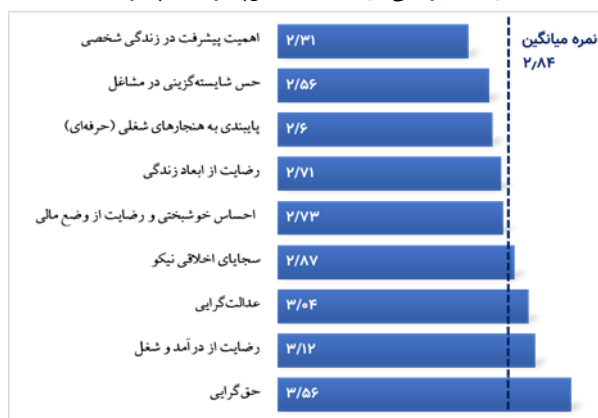 نمره میانگین
۲٫۸۴
اهمیت پیشرفت در زندگی شخصی ۲/۳۱
حس شایسته‌گزینی در مشاغل ۲/۵۶
پایبندی به هنجارهای شغلی (حرفه‌ای) ۲/۶
رضایت از ابعاد زندگی ۲/۷۱
احساس خوشبختی و رضایت از وضع مالی ۲/۷۳
سجایای اخلاقی نیکو ۲/۸۷
عدالت‌گرایی ۳/۰۴
رضایت از درآمد و شغل ۳/۱۲
حق‌گرایی ۳/۵۶